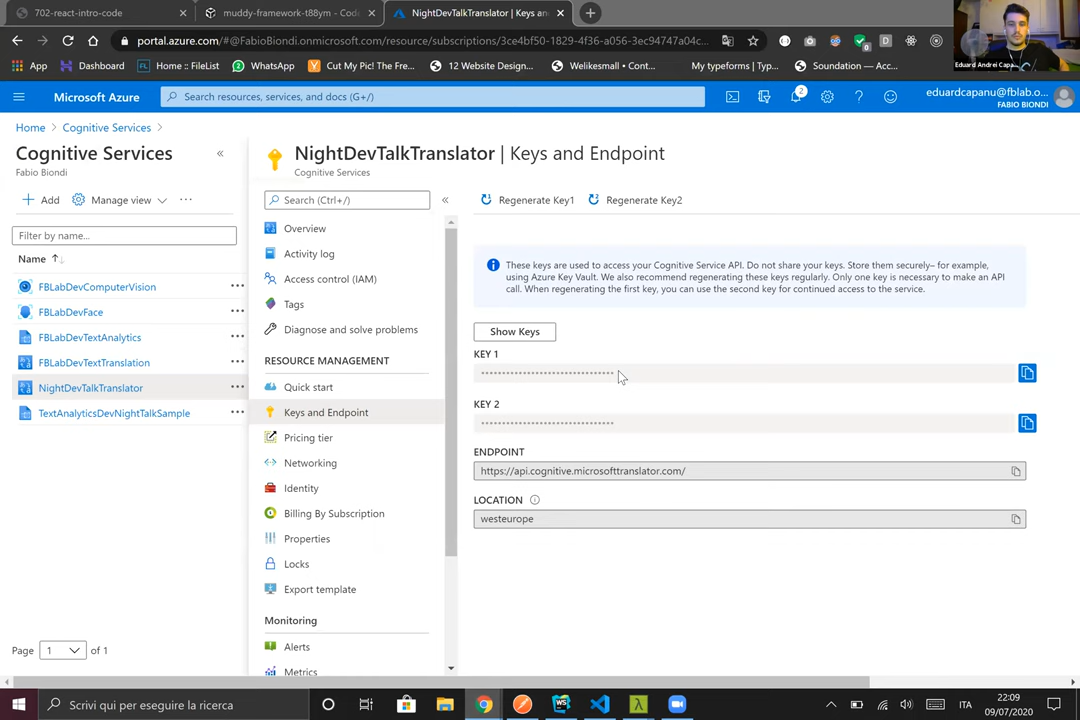 702-react-intro-code
muddy-framework-t88ym - Code
NightDevTalkTranslator | Keys an
portal.azure.com/#@FabioBiondi.onmicrosoft.com/resource/subscriptions/3ce4bf50-1829-4f36-a056-3ec94747a04c...
App
Dashboard
Home :: FileList
WhatsApp
Cut My Pic! The Fre...
12 Website Design...
Welikesmall • Cont...
My typeforms | Typ...
Soundation — Acc...
Eduard Andrei Capa...
Microsoft Azure
Search resources, services, and docs (G+/)
2
eduardcapanu@fblab.o...
FABIO BIONDI
Home > Cognitive Services >
Cognitive Services
Fabio Biondi
Add
Manage view
Filter by name...
Name
FBLabDevComputerVision
FBLabDevFace
FBLabDevTextAnalytics
FBLabDevTextTranslation
NightDevTalkTranslator
TextAnalyticsDevNightTalkSample
Page 1 of 1
NightDevTalkTranslator | Keys and Endpoint
Cognitive Services
Search (Ctrl+/)
Overview
Activity log
Access control (IAM)
Tags
Diagnose and solve problems
RESOURCE MANAGEMENT
Quick start
Keys and Endpoint
Pricing tier
Networking
Identity
Billing By Subscription
Properties
Locks
Export template
Monitoring
Alerts
Metrics
Regenerate Key1
Regenerate Key2
These keys are used to access your Cognitive Service API. Do not share your keys. Store them securely– for example,
using Azure Key Vault. We also recommend regenerating these keys regularly. Only one key is necessary to make an API
call. When regenerating the first key, you can use the second key for continued access to the service.
Show Keys
KEY 1
••••••••••••••••••••••••••••••••
KEY 2
••••••••••••••••••••••••••••••••
ENDPOINT
https://api.cognitive.microsofttranslator.com/
LOCATION
westeurope
Scrivi qui per eseguire la ricerca
ITA
22:09
09/07/2020